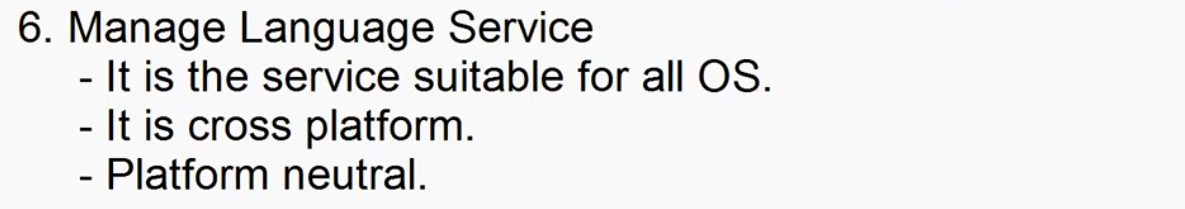 6. Manage Language Service
- It is the service suitable for all OS.
- It is cross platform.
- Platform neutral.